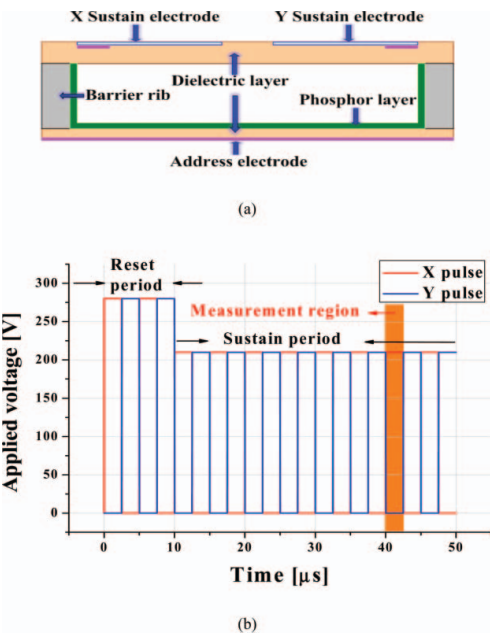 X Sustain electrode Y Sustain electrode
Dielectric layer
Barrier rib
Phosphor layer
Address electrode
(a)
Reset
period
X pulse
Y pulse
Measurement region
Sustain period
Applied voltage [V]
300
250
200
150
100
50
0
0 10 20 30 40 50
Time [μs]
(b)